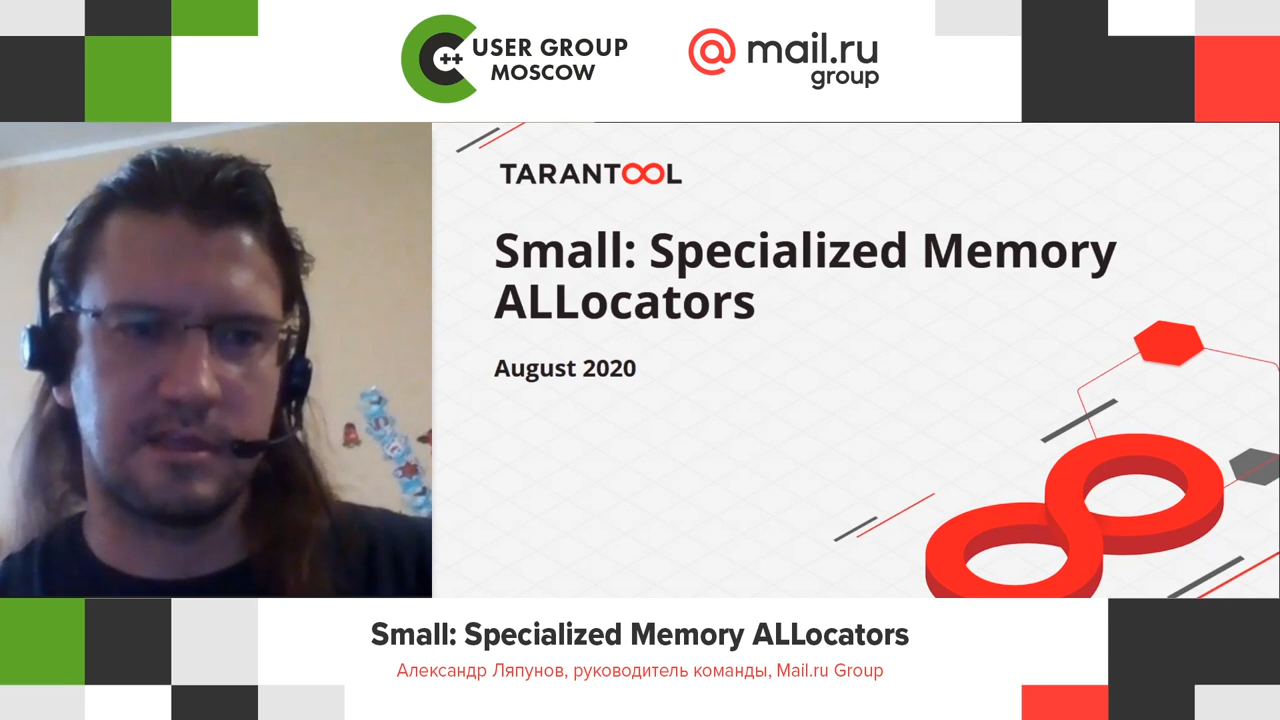 C++ USER GROUP
MOSCOW
@mail.ru
group
TARANTOOL
Small: Specialized Memory
ALLocators
August 2020
Small: Specialized Memory ALLocators
Александр Ляпунов, руководитель команды, Mail.ru Group